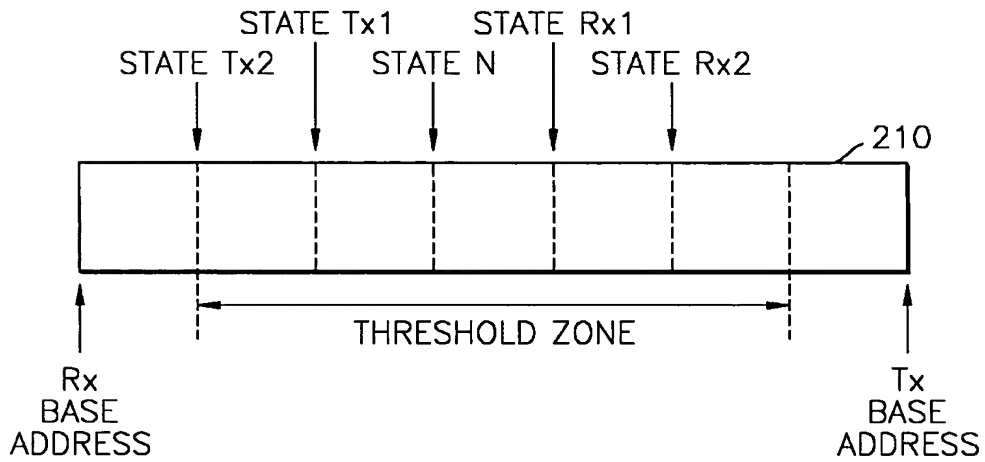 STATE Tx1
STATE Rx1
STATE Tx2
STATE N
STATE Rx2
210
THRESHOLD ZONE
Rx
BASE
ADDRESS
Tx
BASE
ADDRESS